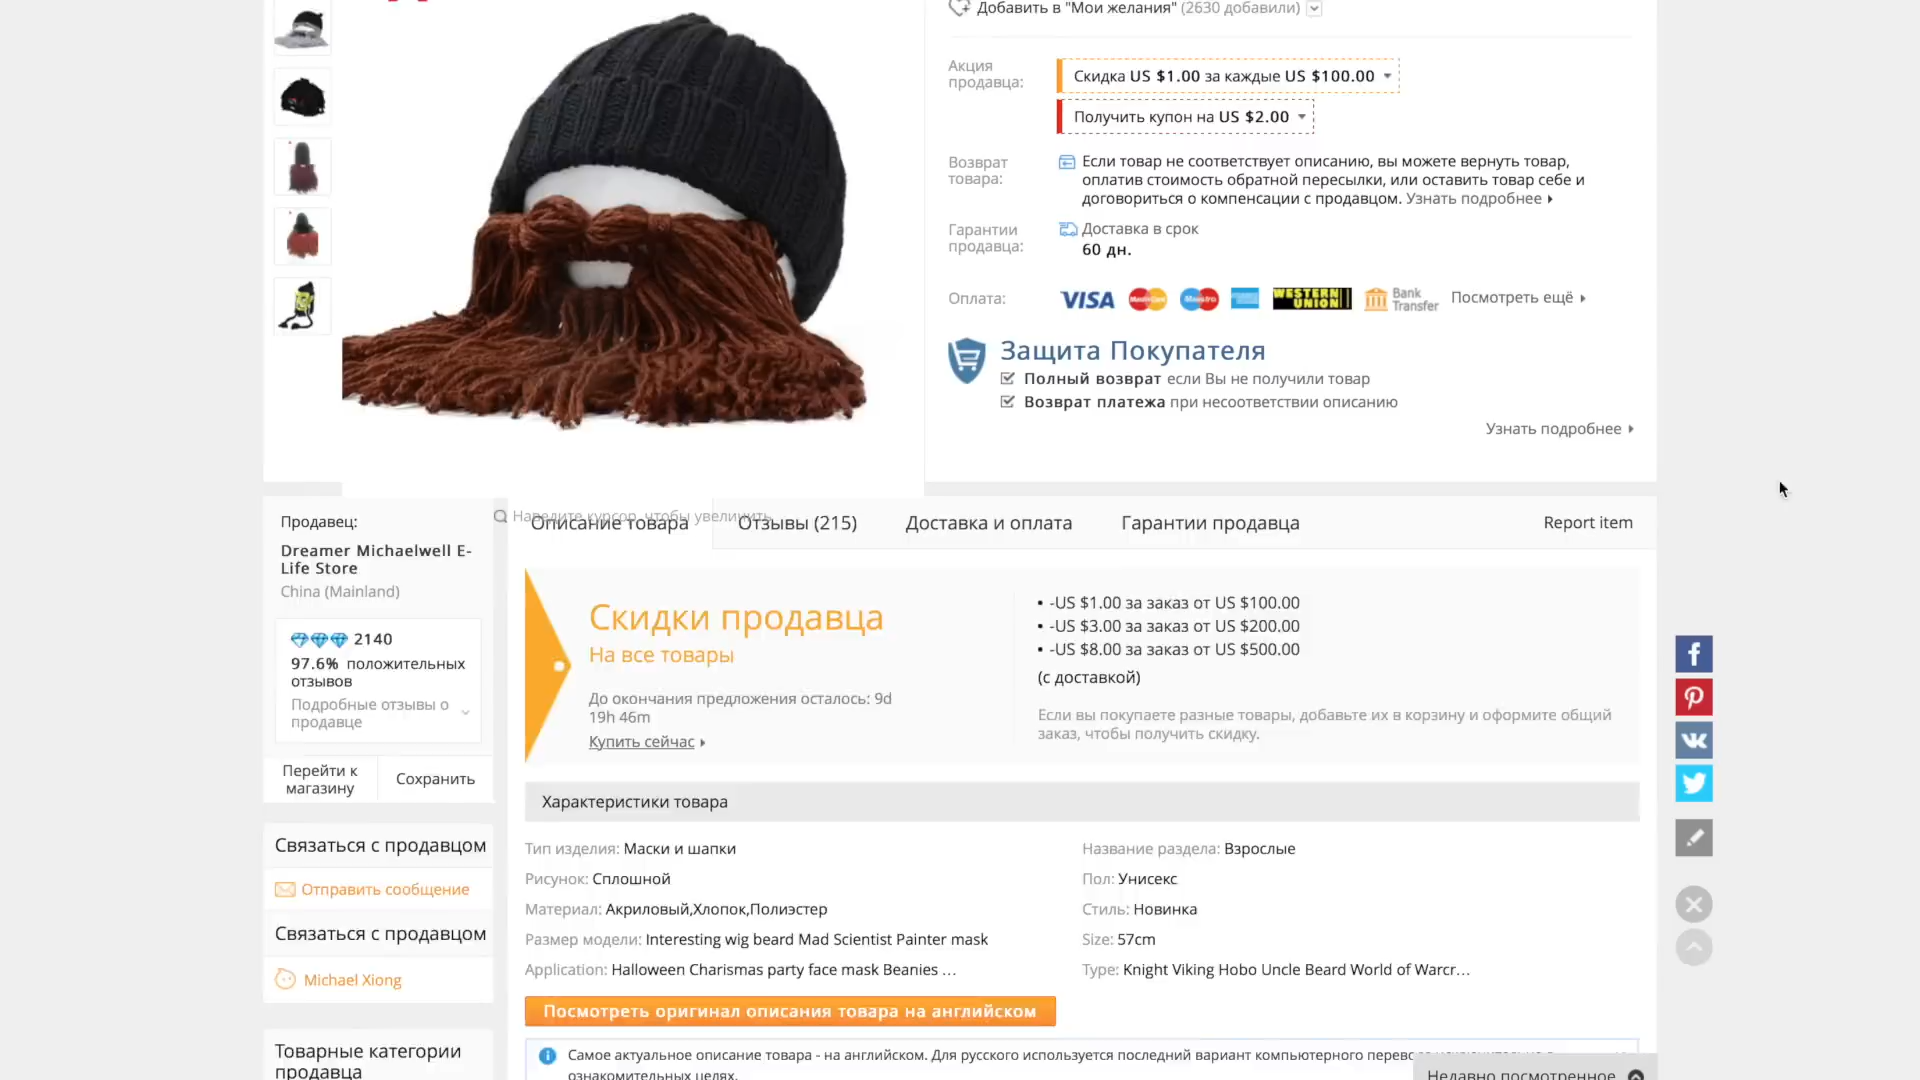 Добавить в "Мои желания" (2630 добавили)
Акция
продавца:
Скидка US $1.00 за каждые US $100.00
Получить купон на US $2.00
Возврат
товара:
Если товар не соответствует описанию, вы можете вернуть товар,
оплатив стоимость обратной пересылки, или оставить товар себе и
договориться о компенсации с продавцом. Узнать подробнее
Гарантии
продавца:
Доставка в срок
60 дн.
Оплата:
VISA MasterCard Maestro WESTERN UNION Bank Transfer Посмотреть ещё
Защита Покупателя
Полный возврат если Вы не получили товар
Возврат платежа при несоответствии описанию
Узнать подробнее
Продавец:
Dreamer Michaelwell E-
Life Store
China (Mainland)
2140
97.6% положительных
отзывов
Подробные отзывы о
продавце
Перейти к
магазину
Сохранить
Связаться с продавцом
Отправить сообщение
Связаться с продавцом
Michael Xiong
Товарные категории
продавца
Наведите курсор, чтобы увеличить
Описание товара Отзывы (215) Доставка и оплата Гарантии продавца Report item
Скидки продавца
На все товары
До окончания предложения осталось: 9d
19h 46m
Купить сейчас
• -US $1.00 за заказ от US $100.00
• -US $3.00 за заказ от US $200.00
• -US $8.00 за заказ от US $500.00
(с доставкой)
Если вы покупаете разные товары, добавьте их в корзину и оформите общий
заказ, чтобы получить скидку.
Характеристики товара
Тип изделия: Маски и шапки Название раздела: Взрослые
Рисунок: Сплошной Пол: Унисекс
Материал: Акриловый,Хлопок,Полиэстер Стиль: Новинка
Размер модели: Interesting wig beard Mad Scientist Painter mask Size: 57cm
Application: Halloween Charismas party face mask Beanies ... Type: Knight Viking Hobo Uncle Beard World of Warcr...
Посмотреть оригинал описания товара на английском
Самое актуальное описание товара - на английском. Для русского используется последний вариант компьютерного
ознакомительных целях.
Недавно посмотренное